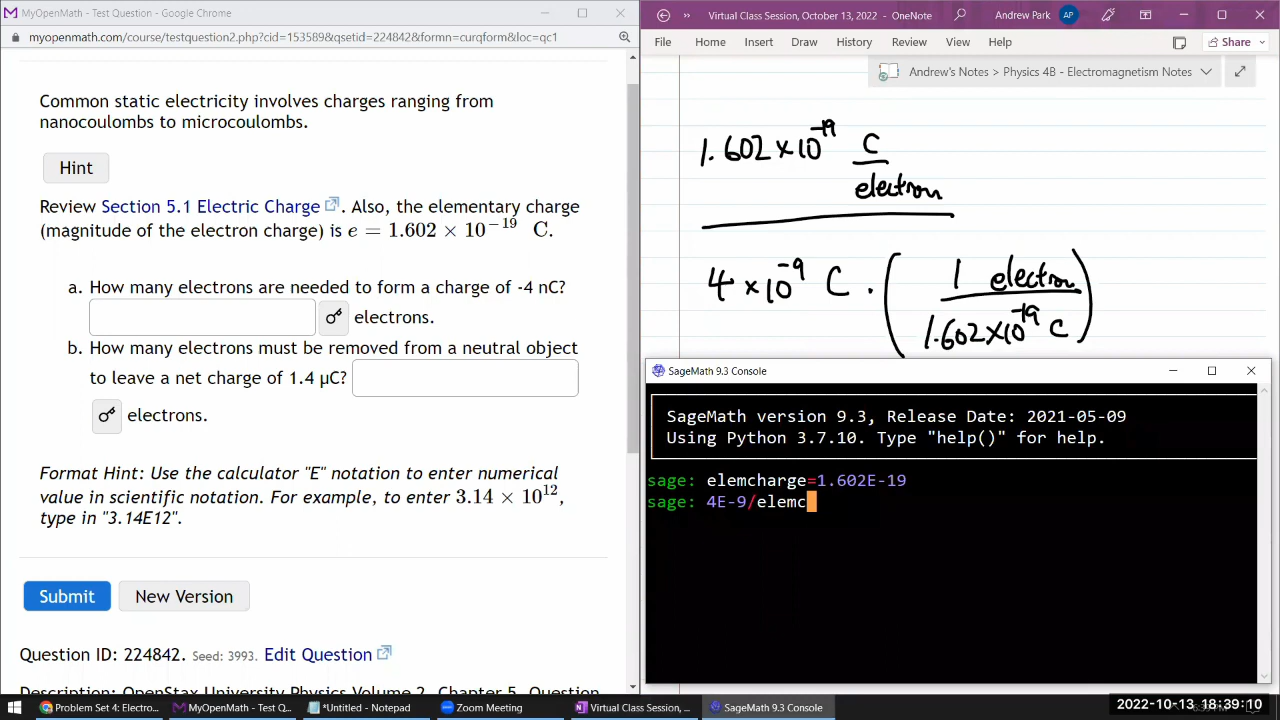 MyOpenMath - Test Question - Google Chrome
myopenmath.com/course/testquestion2.php?cid=153589&qsetid=224842&formn=curqform&loc=qc1
Common static electricity involves charges ranging from
nanocoulombs to microcoulombs.
Hint
Review Section 5.1 Electric Charge. Also, the elementary charge
(magnitude of the electron charge) is e = 1.602 × 10⁻¹⁹ C.
a. How many electrons are needed to form a charge of -4 nC?
electrons.
b. How many electrons must be removed from a neutral object
to leave a net charge of 1.4 μC?
electrons.
Format Hint: Use the calculator "E" notation to enter numerical
value in scientific notation. For example, to enter 3.14 × 10¹²,
type in "3.14E12".
Submit New Version
Question ID: 224842. Seed: 3993. Edit Question
Description: OpenStax University Physics Volume 2, Chapter 5, Question
Virtual Class Session, October 13, 2022 - OneNote Andrew Park AP
File Home Insert Draw History Review View Help Share
Andrew's Notes > Physics 4B - Electromagnetism Notes
1.602×10⁻¹⁹ C
electron
4×10⁻⁹ C · ( 1 electron
1.602×10⁻¹⁹ C )
SageMath 9.3 Console
SageMath version 9.3, Release Date: 2021-05-09
Using Python 3.7.10. Type "help()" for help.
sage: elemcharge=1.602E-19
sage: 4E-9/elemc
Problem Set 4: Electro... MyOpenMath - Test Q... *Untitled - Notepad Zoom Meeting Virtual Class Session,... SageMath 9.3 Console 2022-10-13 18:39:10